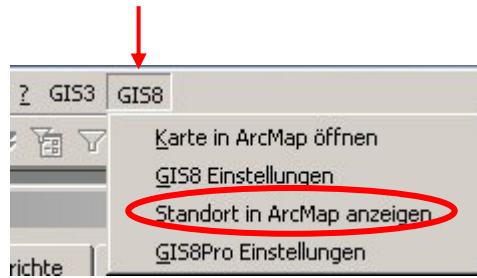 ? GIS3 GIS8
Karte in ArcMap öffnen
GIS8 Einstellungen
Standort in ArcMap anzeigen
GIS8Pro Einstellungen
richte